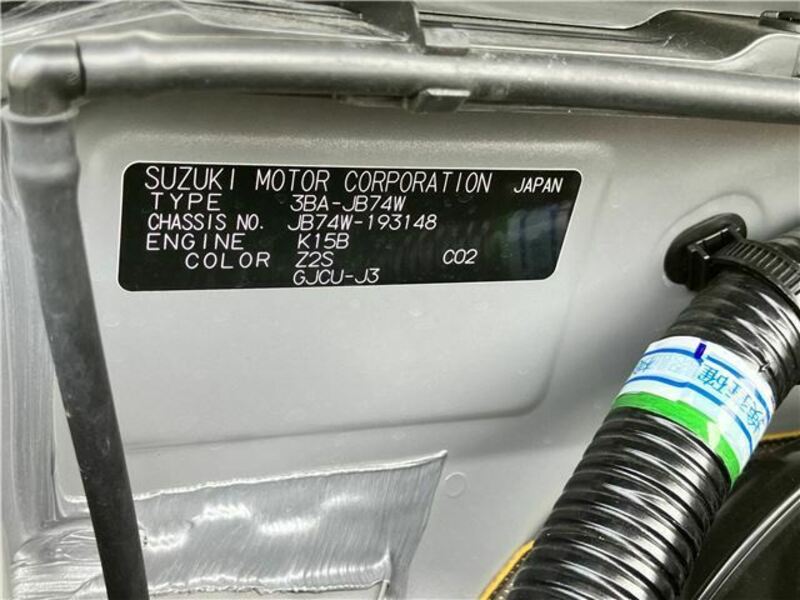 SUZUKI MOTOR CORPORATION JAPAN
TYPE 3BA-JB74W
CHASSIS NO. JB74W-193148
ENGINE K15B
COLOR Z2S C02
GJCU-J3